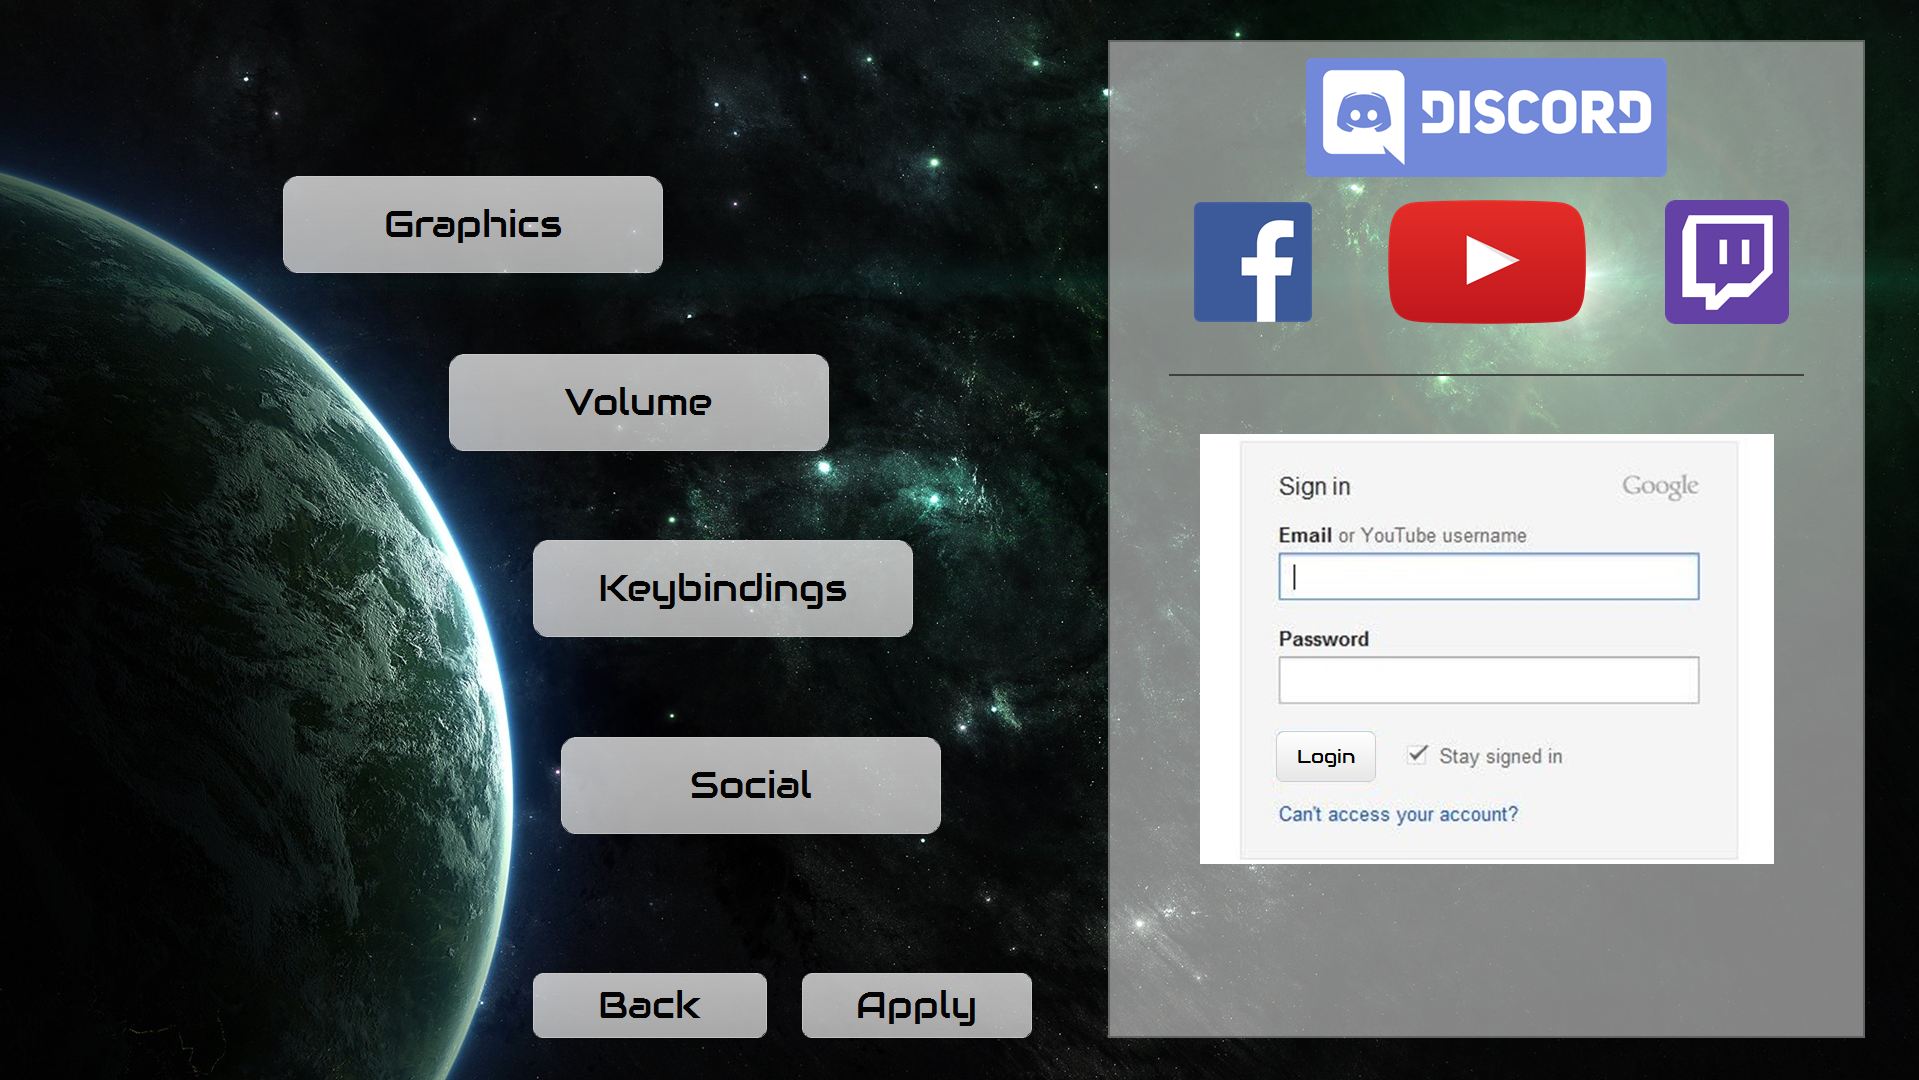 Graphics
Volume
Keybindings
Social
Back
Apply
DISCORD
f
Sign in
Google
Email or YouTube username
Password
Login
Stay signed in
Can't access your account?